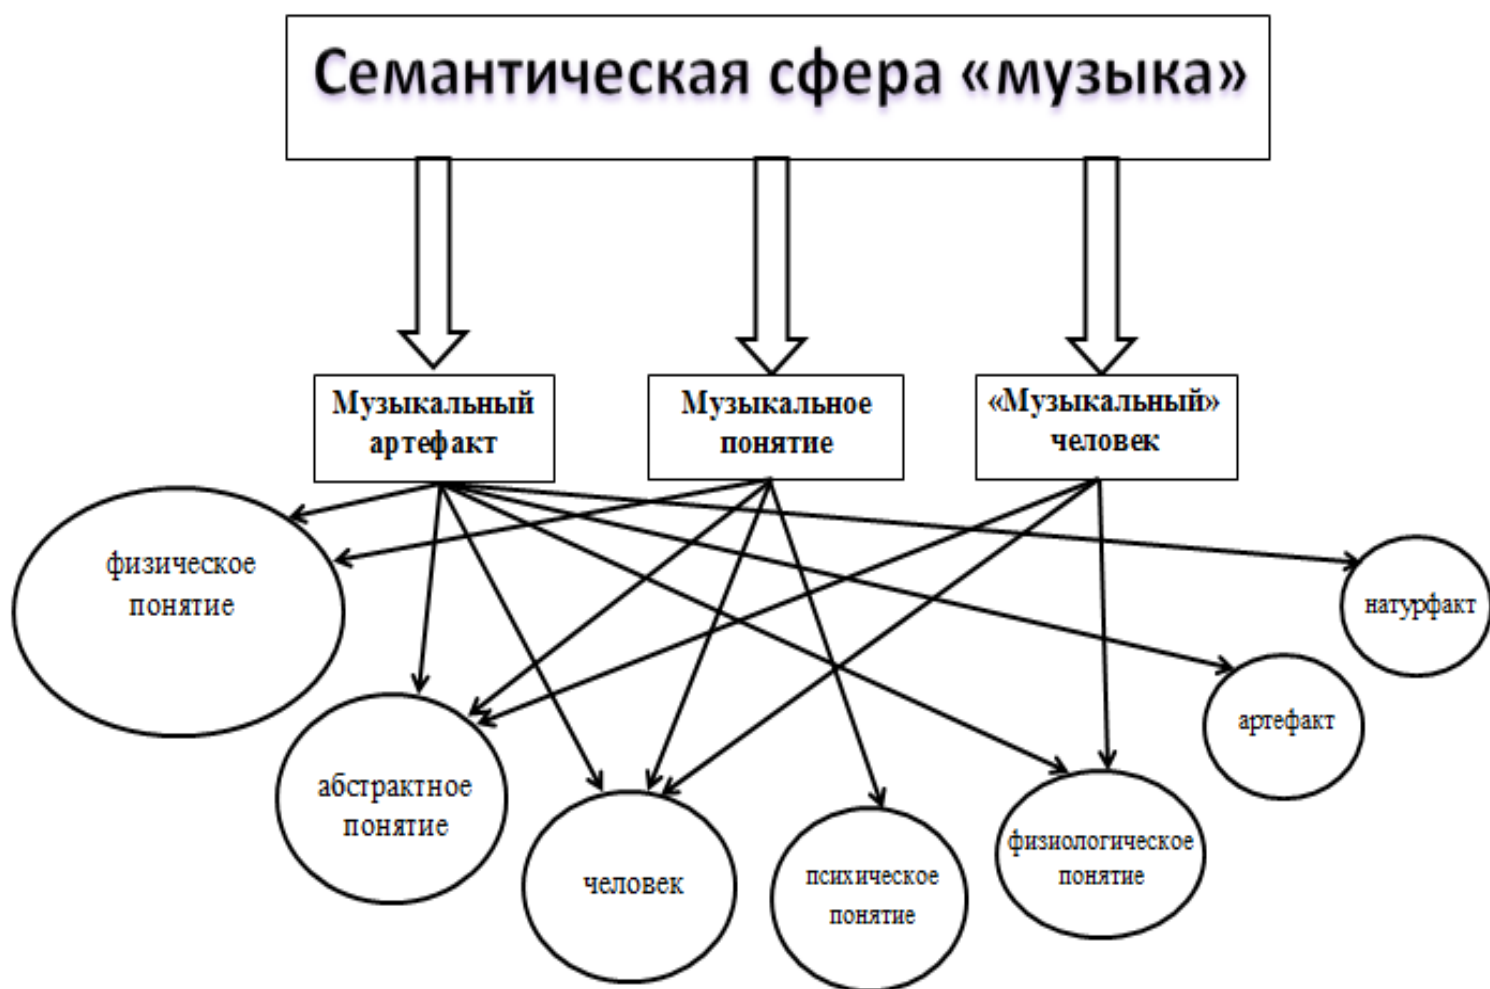 Семантическая сфера «музыка»
Музыкальный
артефакт
Музыкальное
понятие
«Музыкальный»
человек
физическое
понятие
натурфакт
артефакт
абстрактное
понятие
человек
психическое
понятие
физиологическое
понятие